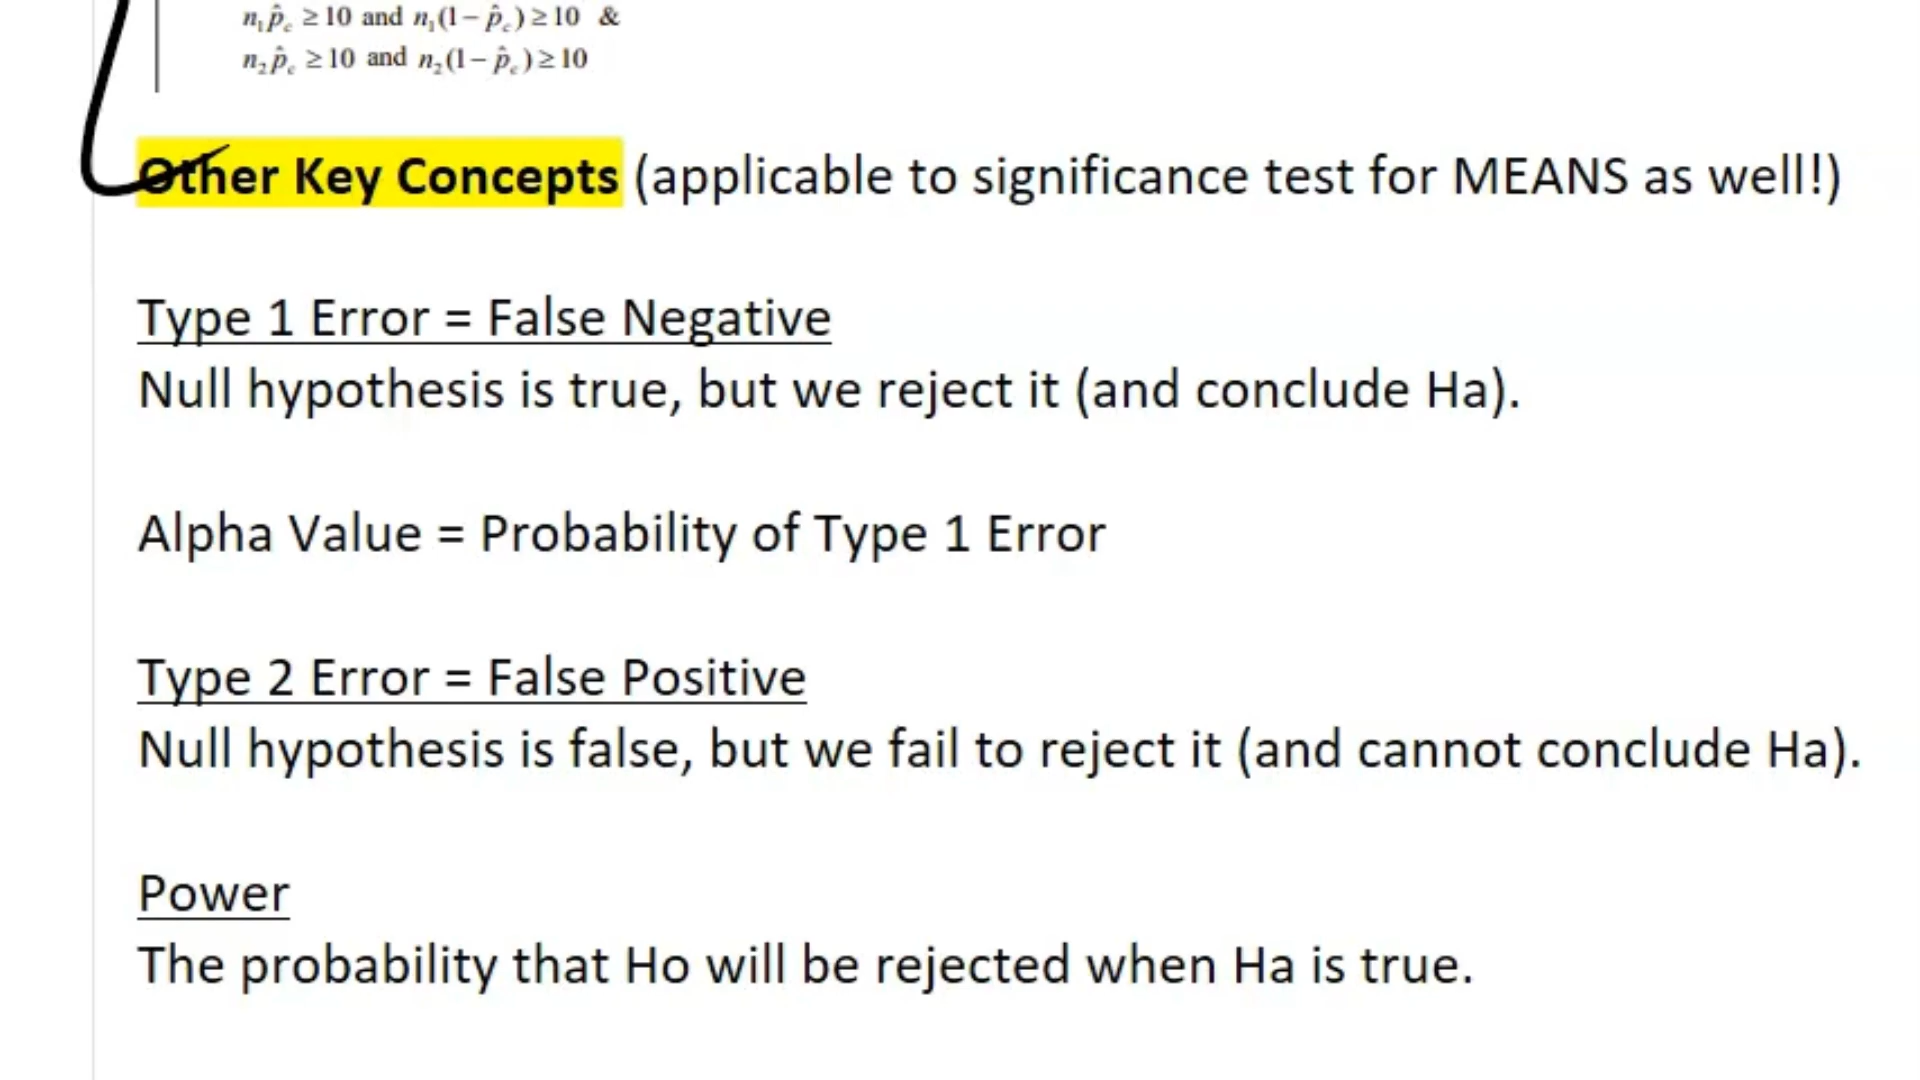 n₁p̂c ≥ 10 and n₁(1 − p̂c) ≥ 10 &
n₂p̂c ≥ 10 and n₂(1 − p̂c) ≥ 10
Other Key Concepts (applicable to significance test for MEANS as well!)
Type 1 Error = False Negative
Null hypothesis is true, but we reject it (and conclude Ha).
Alpha Value = Probability of Type 1 Error
Type 2 Error = False Positive
Null hypothesis is false, but we fail to reject it (and cannot conclude Ha).
Power
The probability that Ho will be rejected when Ha is true.